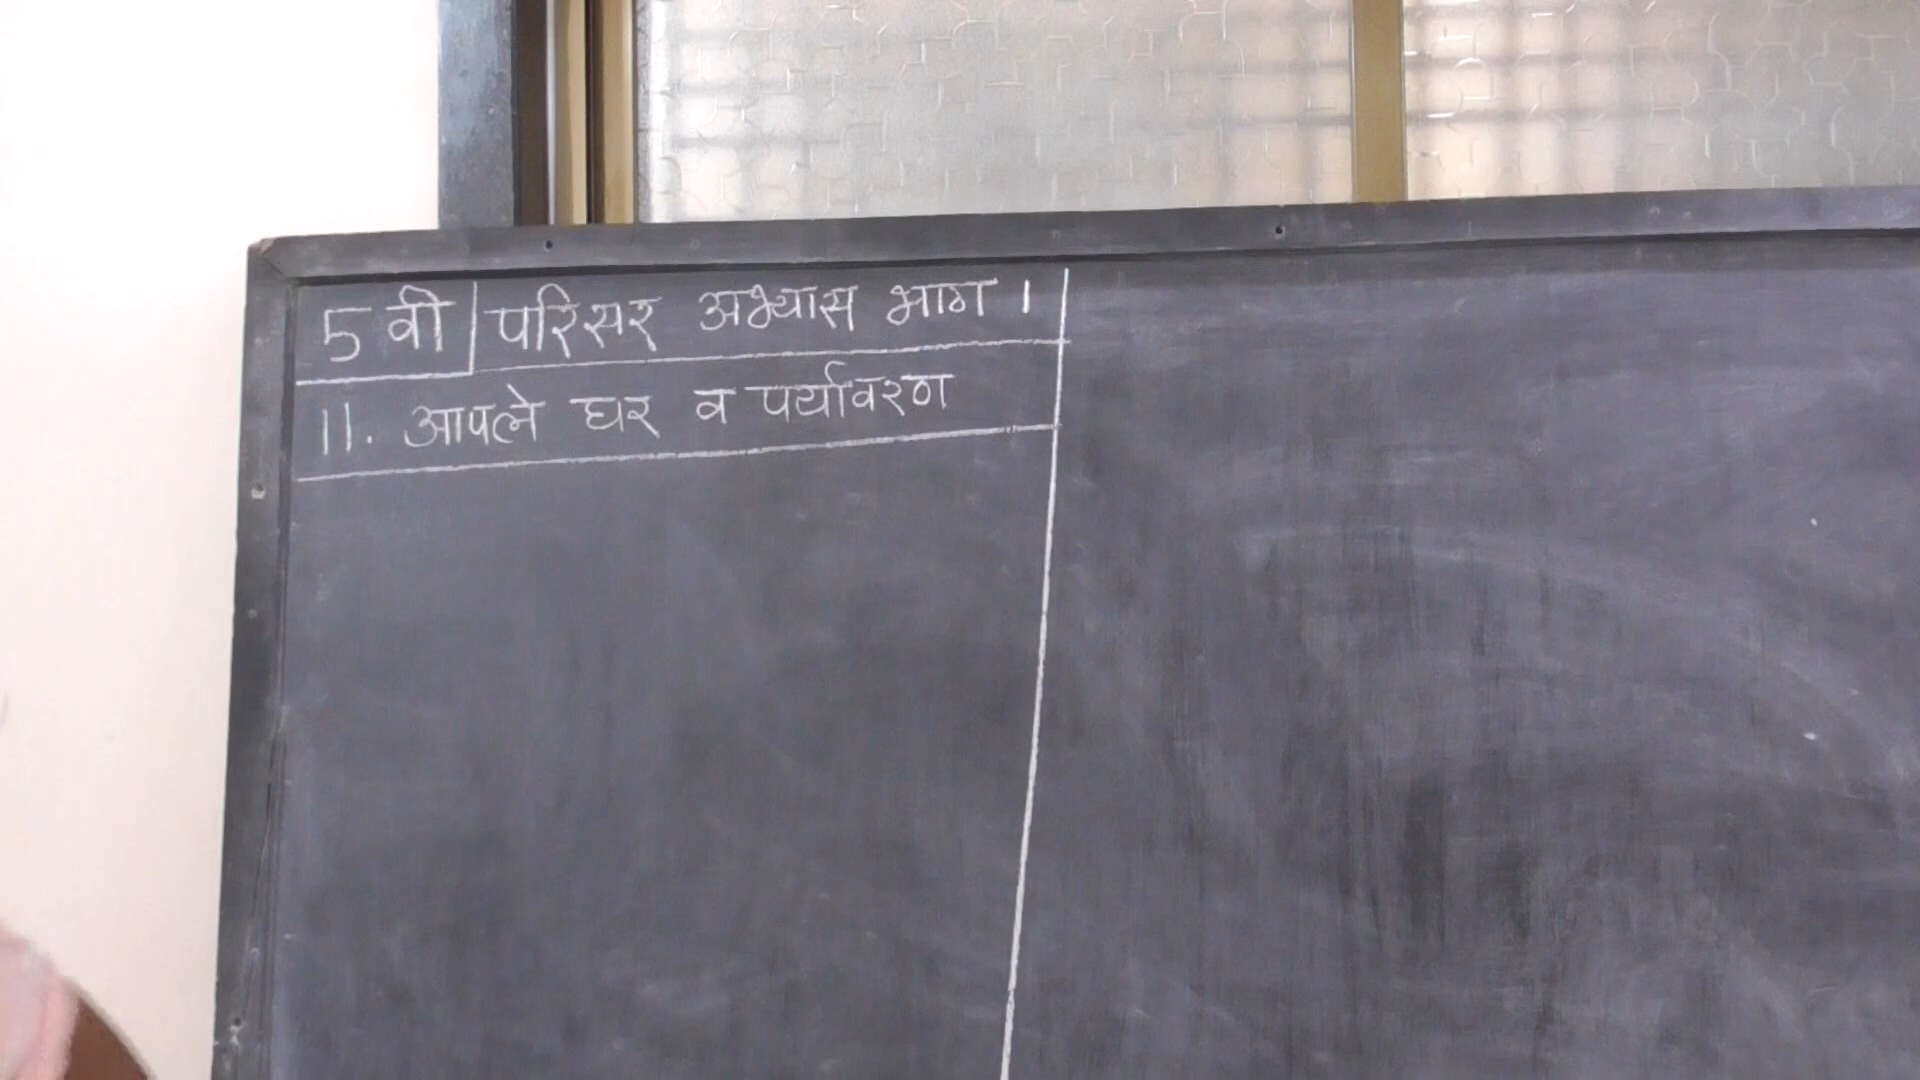 5 वी | परिसर अभ्यास भाग 1
11. आपले घर व पर्यावरण